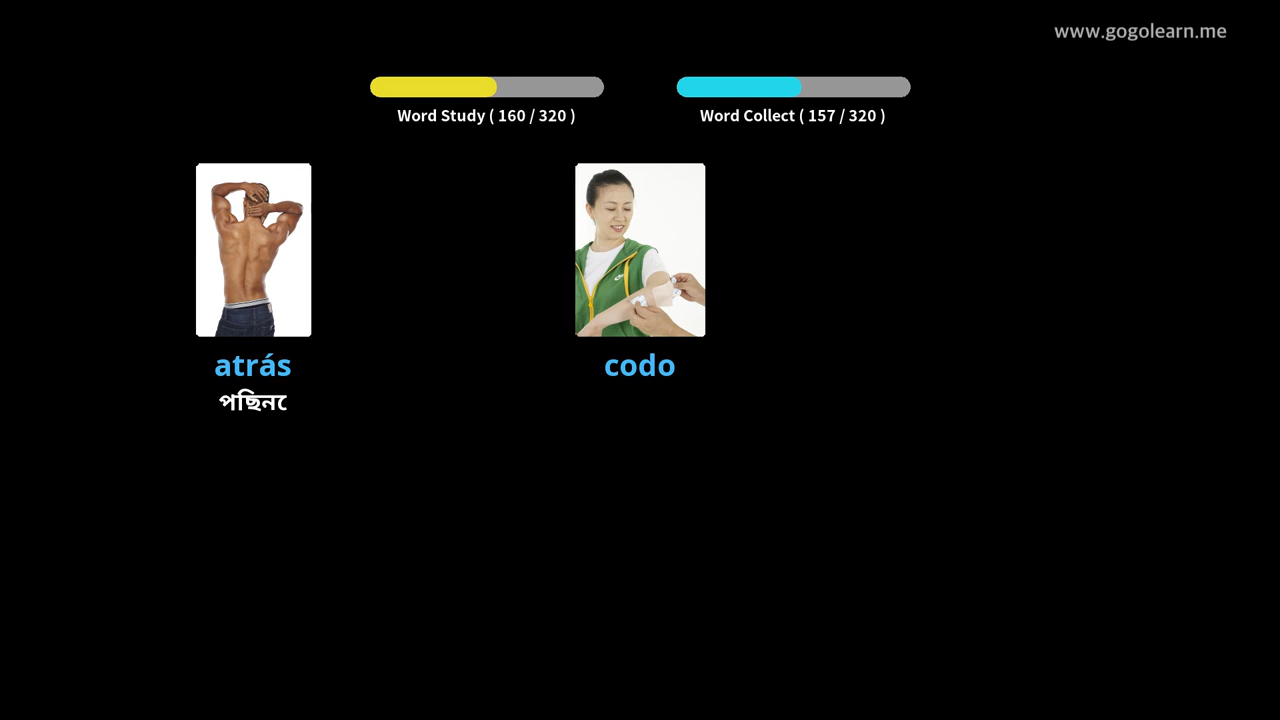 www.gogolearn.me
Word Study ( 160 / 320 )
Word Collect ( 157 / 320 )
atrás
codo
পছিনে